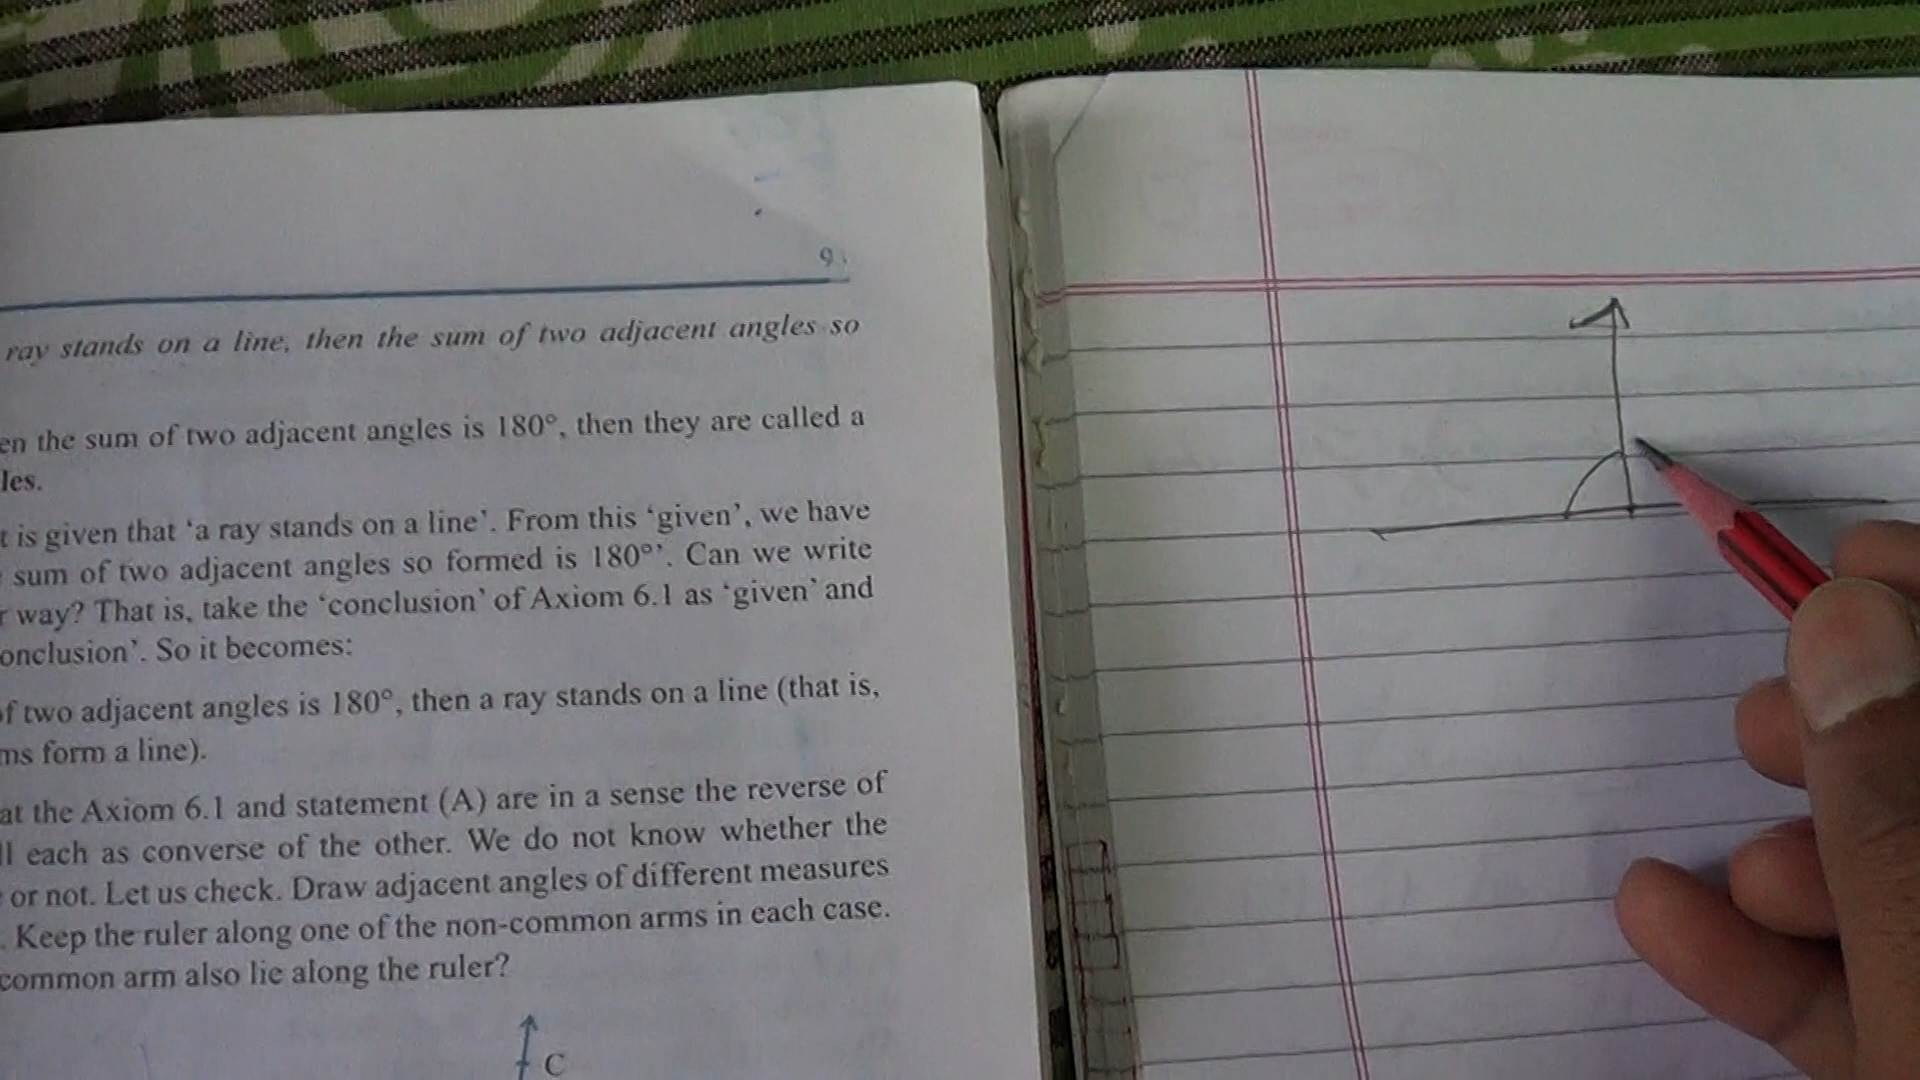 9
ray stands on a line, then the sum of two adjacent angles so
en the sum of two adjacent angles is 180°, then they are called a
les.
t is given that ‘a ray stands on a line’. From this ‘given’, we have
sum of two adjacent angles so formed is 180°’. Can we write
r way? That is, take the ‘conclusion’ of Axiom 6.1 as ‘given’ and
onclusion’. So it becomes:
of two adjacent angles is 180°, then a ray stands on a line (that is,
ms form a line).
at the Axiom 6.1 and statement (A) are in a sense the reverse of
ll each as converse of the other. We do not know whether the
or not. Let us check. Draw adjacent angles of different measures
. Keep the ruler along one of the non-common arms in each case.
common arm also lie along the ruler?
C